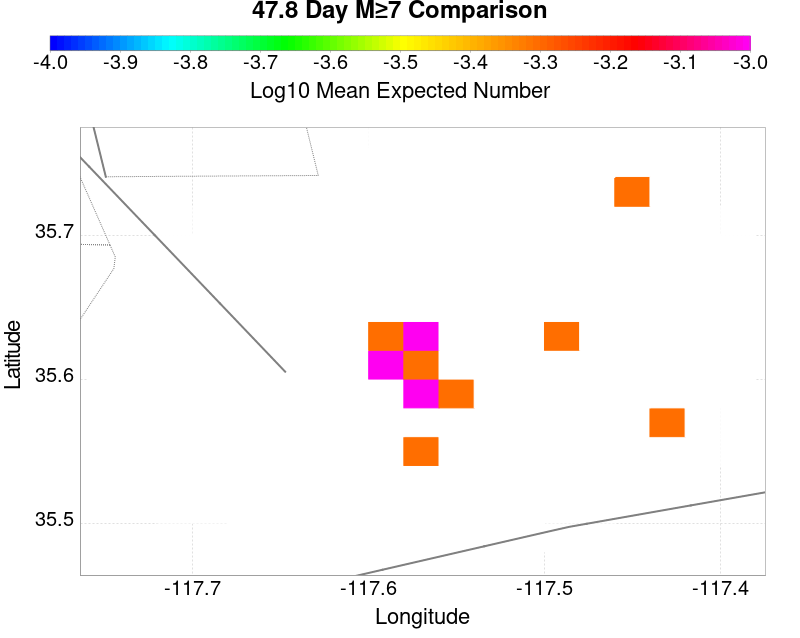 47.8 Day M≥7 Comparison
-4.0 -3.9 -3.8 -3.7 -3.6 -3.5 -3.4 -3.3 -3.2 -3.1 -3.0
Log10 Mean Expected Number
35.7
35.6
35.5
Latitude
-117.7 -117.6 -117.5 -117.4
Longitude